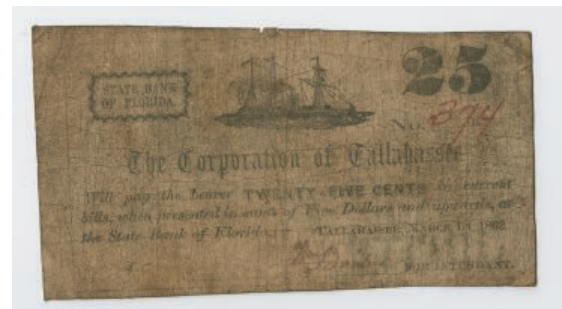 STATE BANK
OF FLORIDA
25
No. 374
The Corporation of Tallahassee
Will pay the bearer TWENTY-FIVE CENTS in current
bills, when presented in sums of Five Dollars and upwards, at
the State Bank of Florida.
TALLAHASSEE, MARCH
FOR INTENDANT.